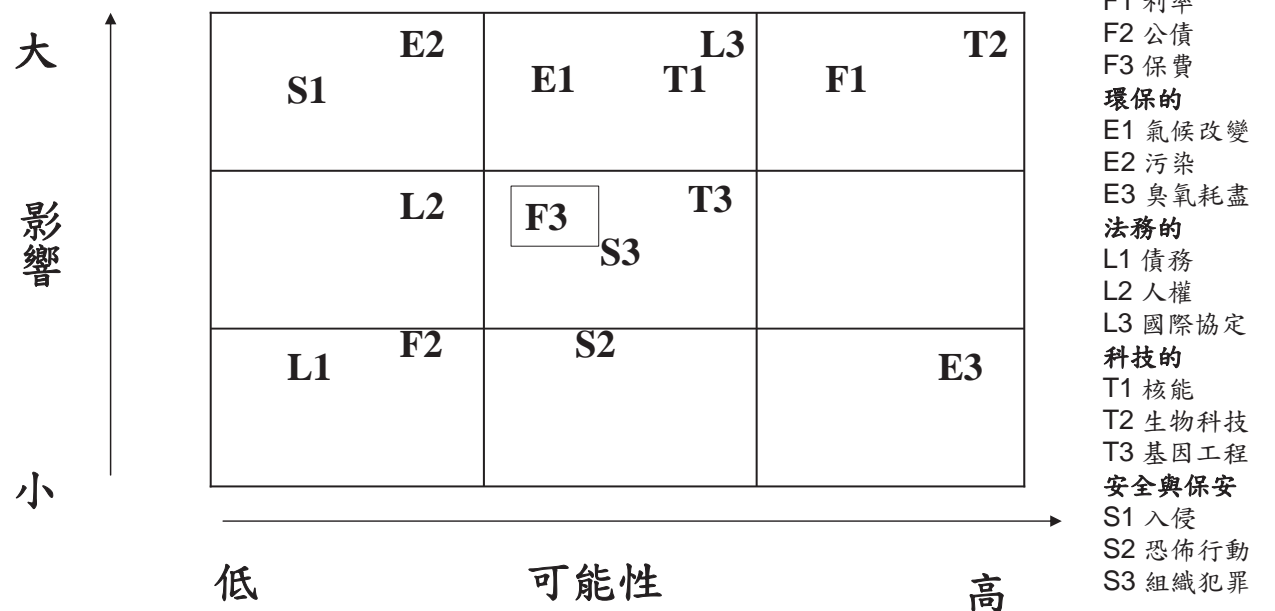 大
影響
小
E2
L3
T2
S1
E1
T1
F1
L2
F3
T3
S3
L1
F2
S2
E3
低
可能性
高
F1 利率
F2 公債
F3 保費
環保的
E1 氣候改變
E2 污染
E3 臭氧耗盡
法務的
L1 債務
L2 人權
L3 國際協定
科技的
T1 核能
T2 生物科技
T3 基因工程
安全與保安
S1 入侵
S2 恐佈行動
S3 組織犯罪